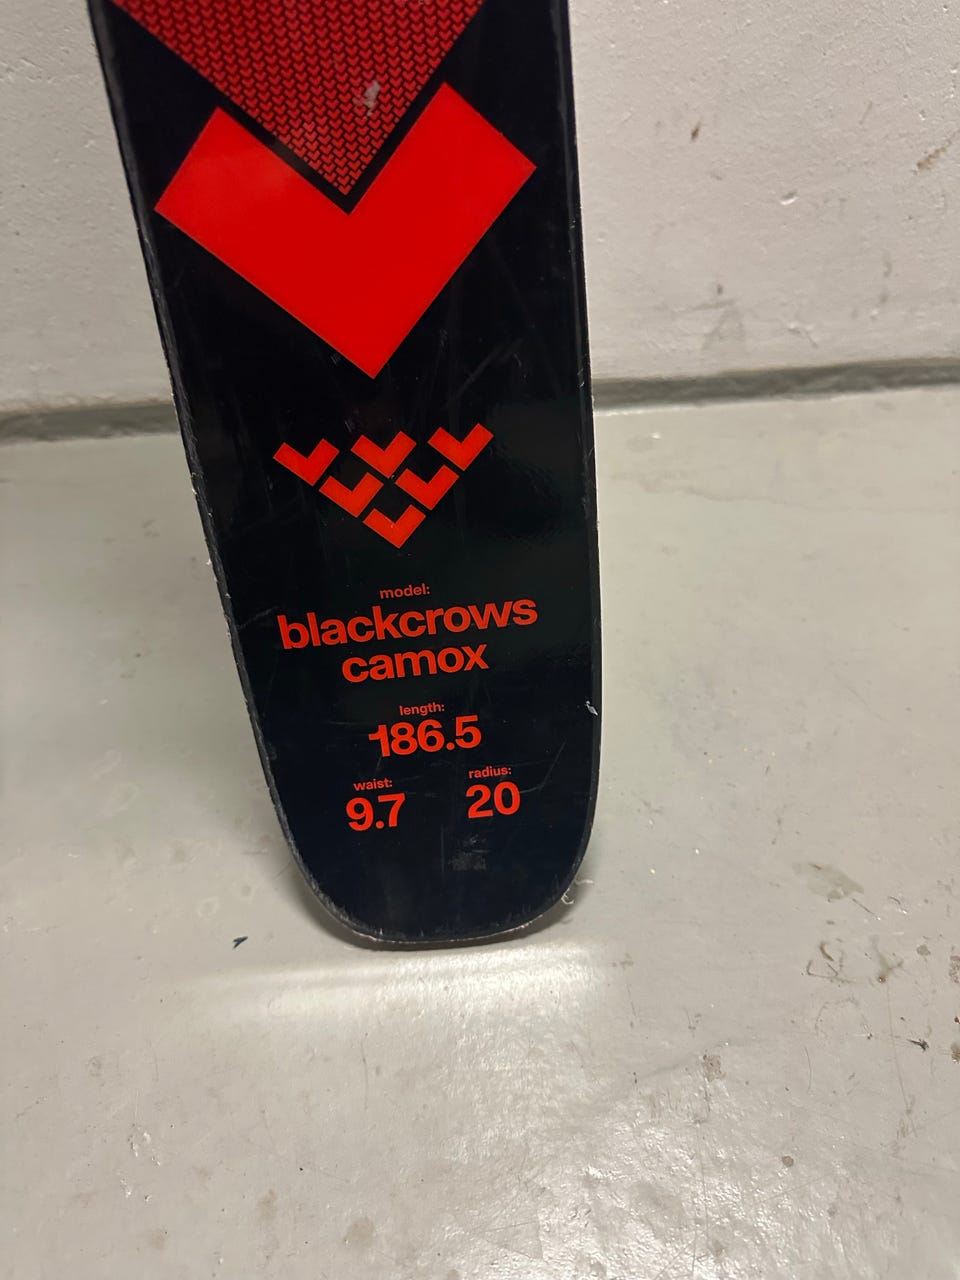 model:
blackcrows
camox
length:
186.5
waist: radius:
9.7 20